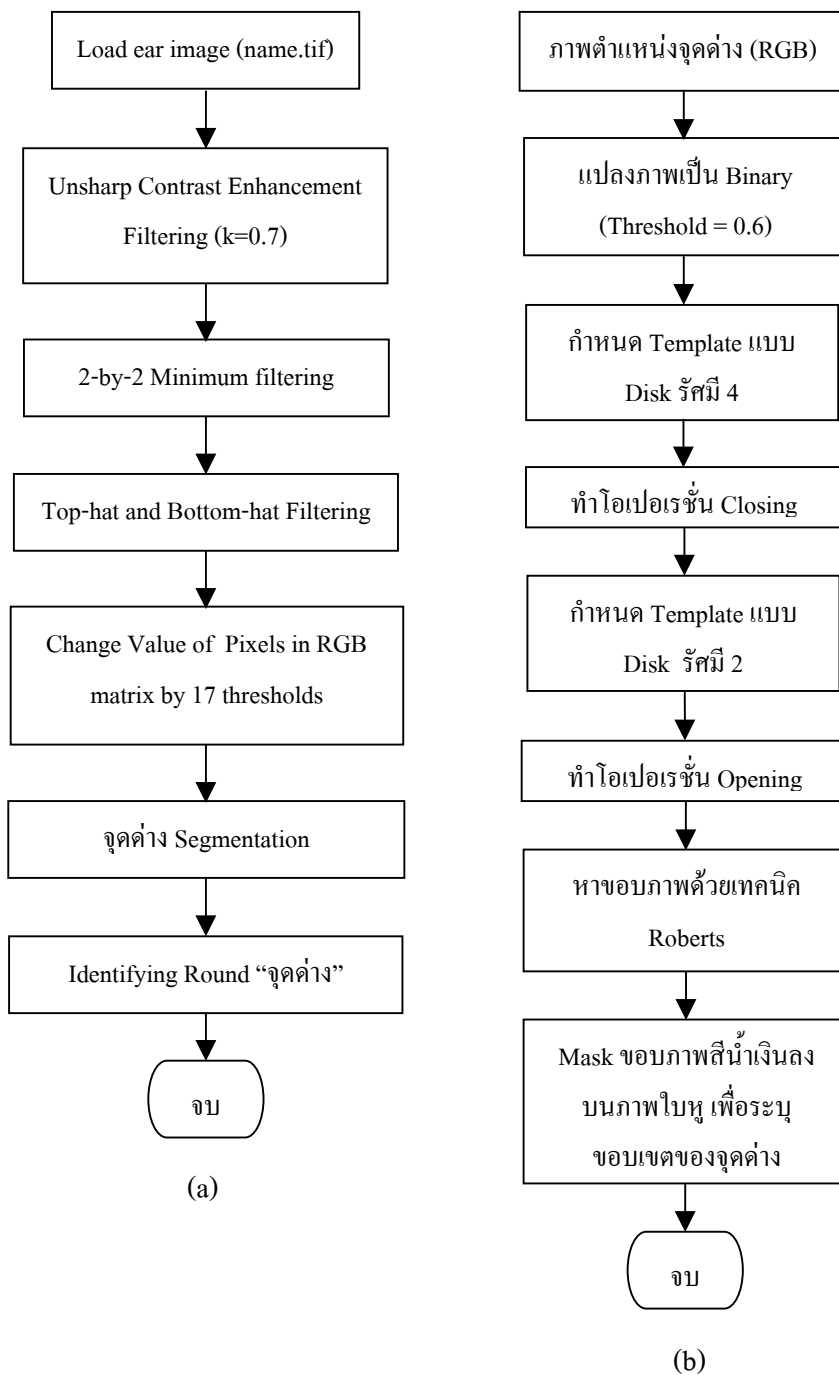 Load ear image (name.tif)
Unsharp Contrast Enhancement
Filtering (k=0.7)
2-by-2 Minimum filtering
Top-hat and Bottom-hat Filtering
Change Value of Pixels in RGB
matrix by 17 thresholds
จุดด่าง Segmentation
Identifying Round “จุดด่าง”
จบ
(a)
ภาพตำแหน่งจุดด่าง (RGB)
แปลงภาพเป็น Binary
(Threshold = 0.6)
กำหนด Template แบบ
Disk รัศมี 4
ทำโอเปอเรชั่น Closing
กำหนด Template แบบ
Disk รัศมี 2
ทำโอเปอเรชั่น Opening
หาขอบภาพด้วยเทคนิค
Roberts
Mask ขอบภาพสีน้ำเงินลง
บนภาพใบหู เพื่อระบุ
ขอบเขตของจุดด่าง
จบ
(b)